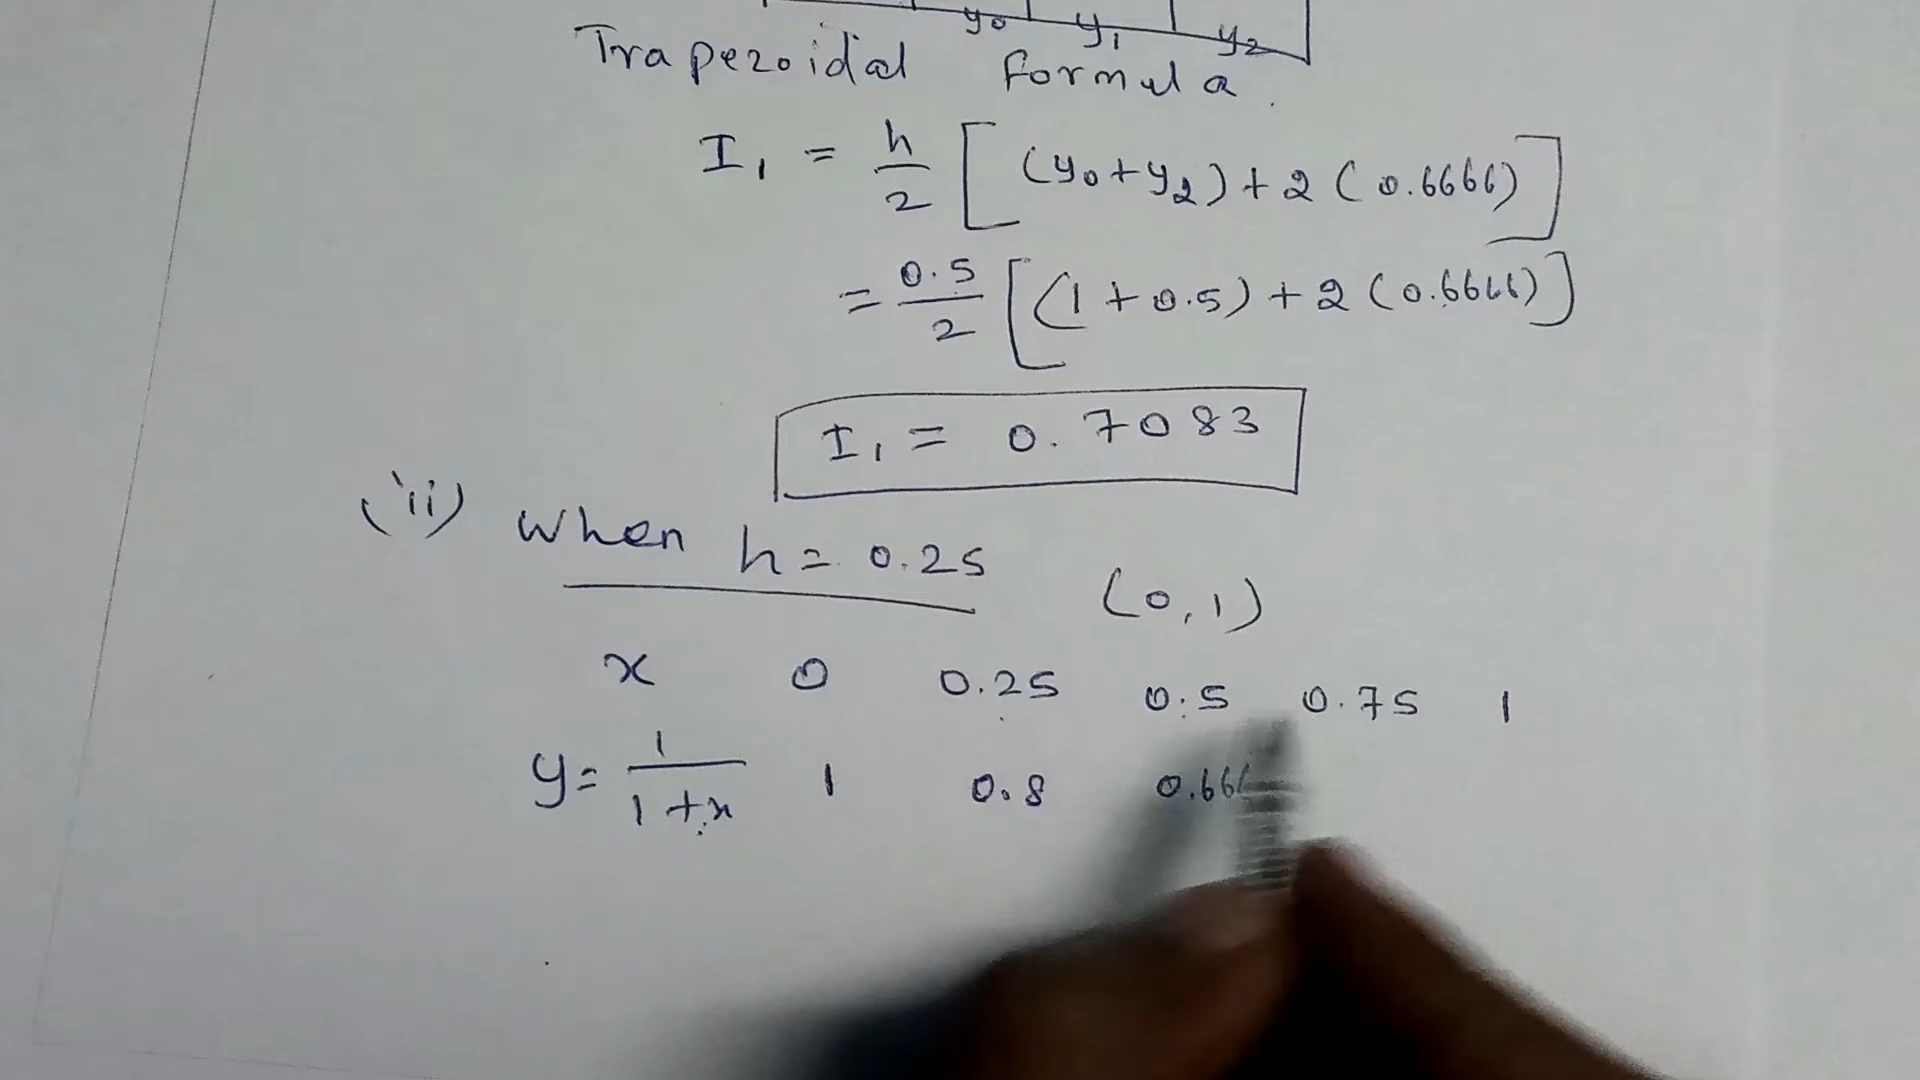 y0 y1 y2
Trapezoidal formula
I1 = h/2 [(y0+y2)+2(0.6666)]
= 0.5/2 [(1+0.5)+2(0.6666)]
I1 = 0.7083
(ii) When h = 0.25 (0,1)
x 0 0.25 0.5 0.75 1
y = 1/1+x 1 0.8 0.666